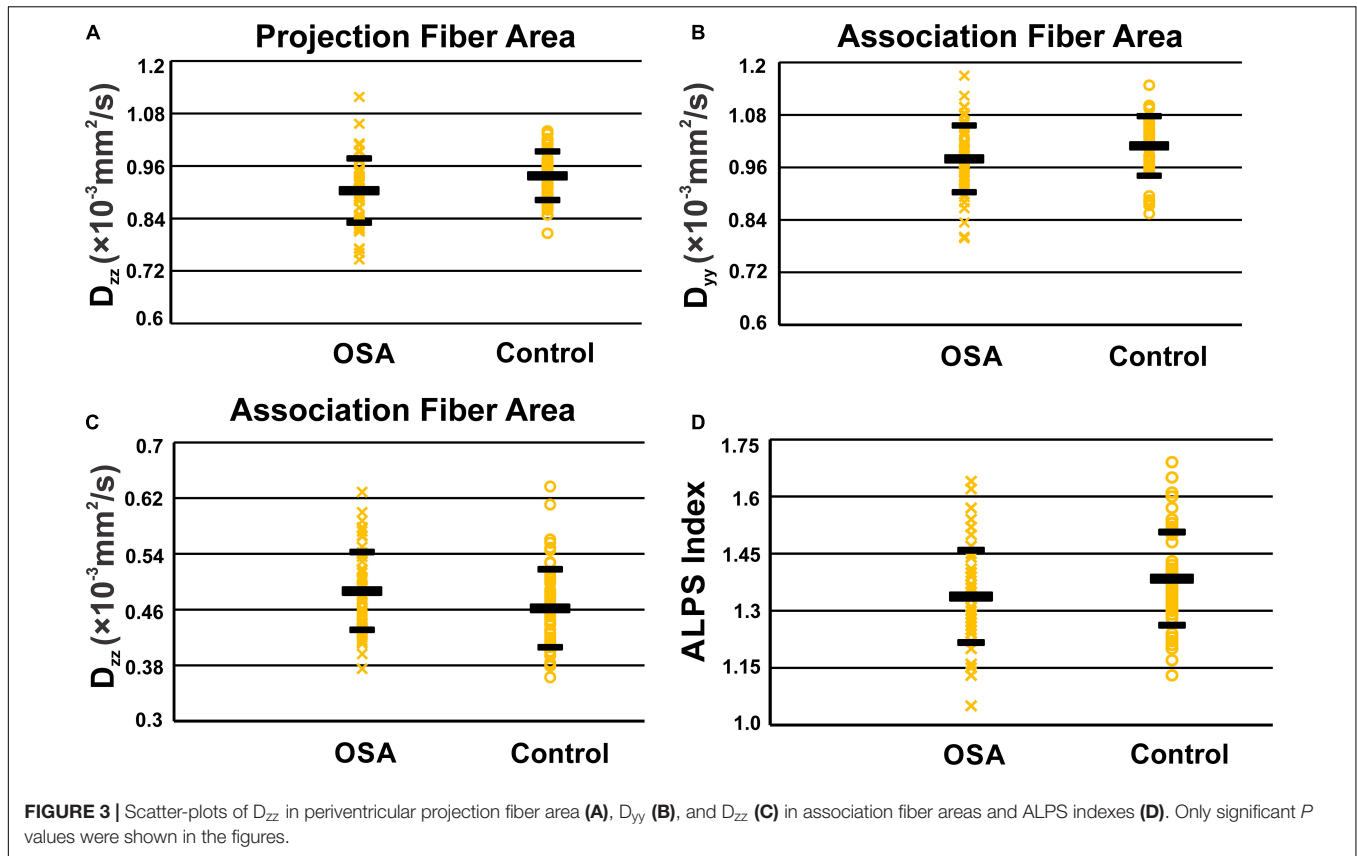 A
Projection Fiber Area
1.2
1.08
0.96
0.84
0.72
0.6
Dzz (×10⁻³mm²/s)
OSA Control
B
Association Fiber Area
1.2
1.08
0.96
0.84
0.72
0.6
Dyy (×10⁻³mm²/s)
OSA Control
C
Association Fiber Area
0.7
0.62
0.54
0.46
0.38
0.3
Dzz (×10⁻³mm²/s)
OSA Control
D
1.75
1.6
1.45
1.3
1.15
1.0
ALPS Index
OSA Control
FIGURE 3 | Scatter-plots of Dzz in periventricular projection fiber area (A), Dyy (B), and Dzz (C) in association fiber areas and ALPS indexes (D). Only significant P
values were shown in the figures.